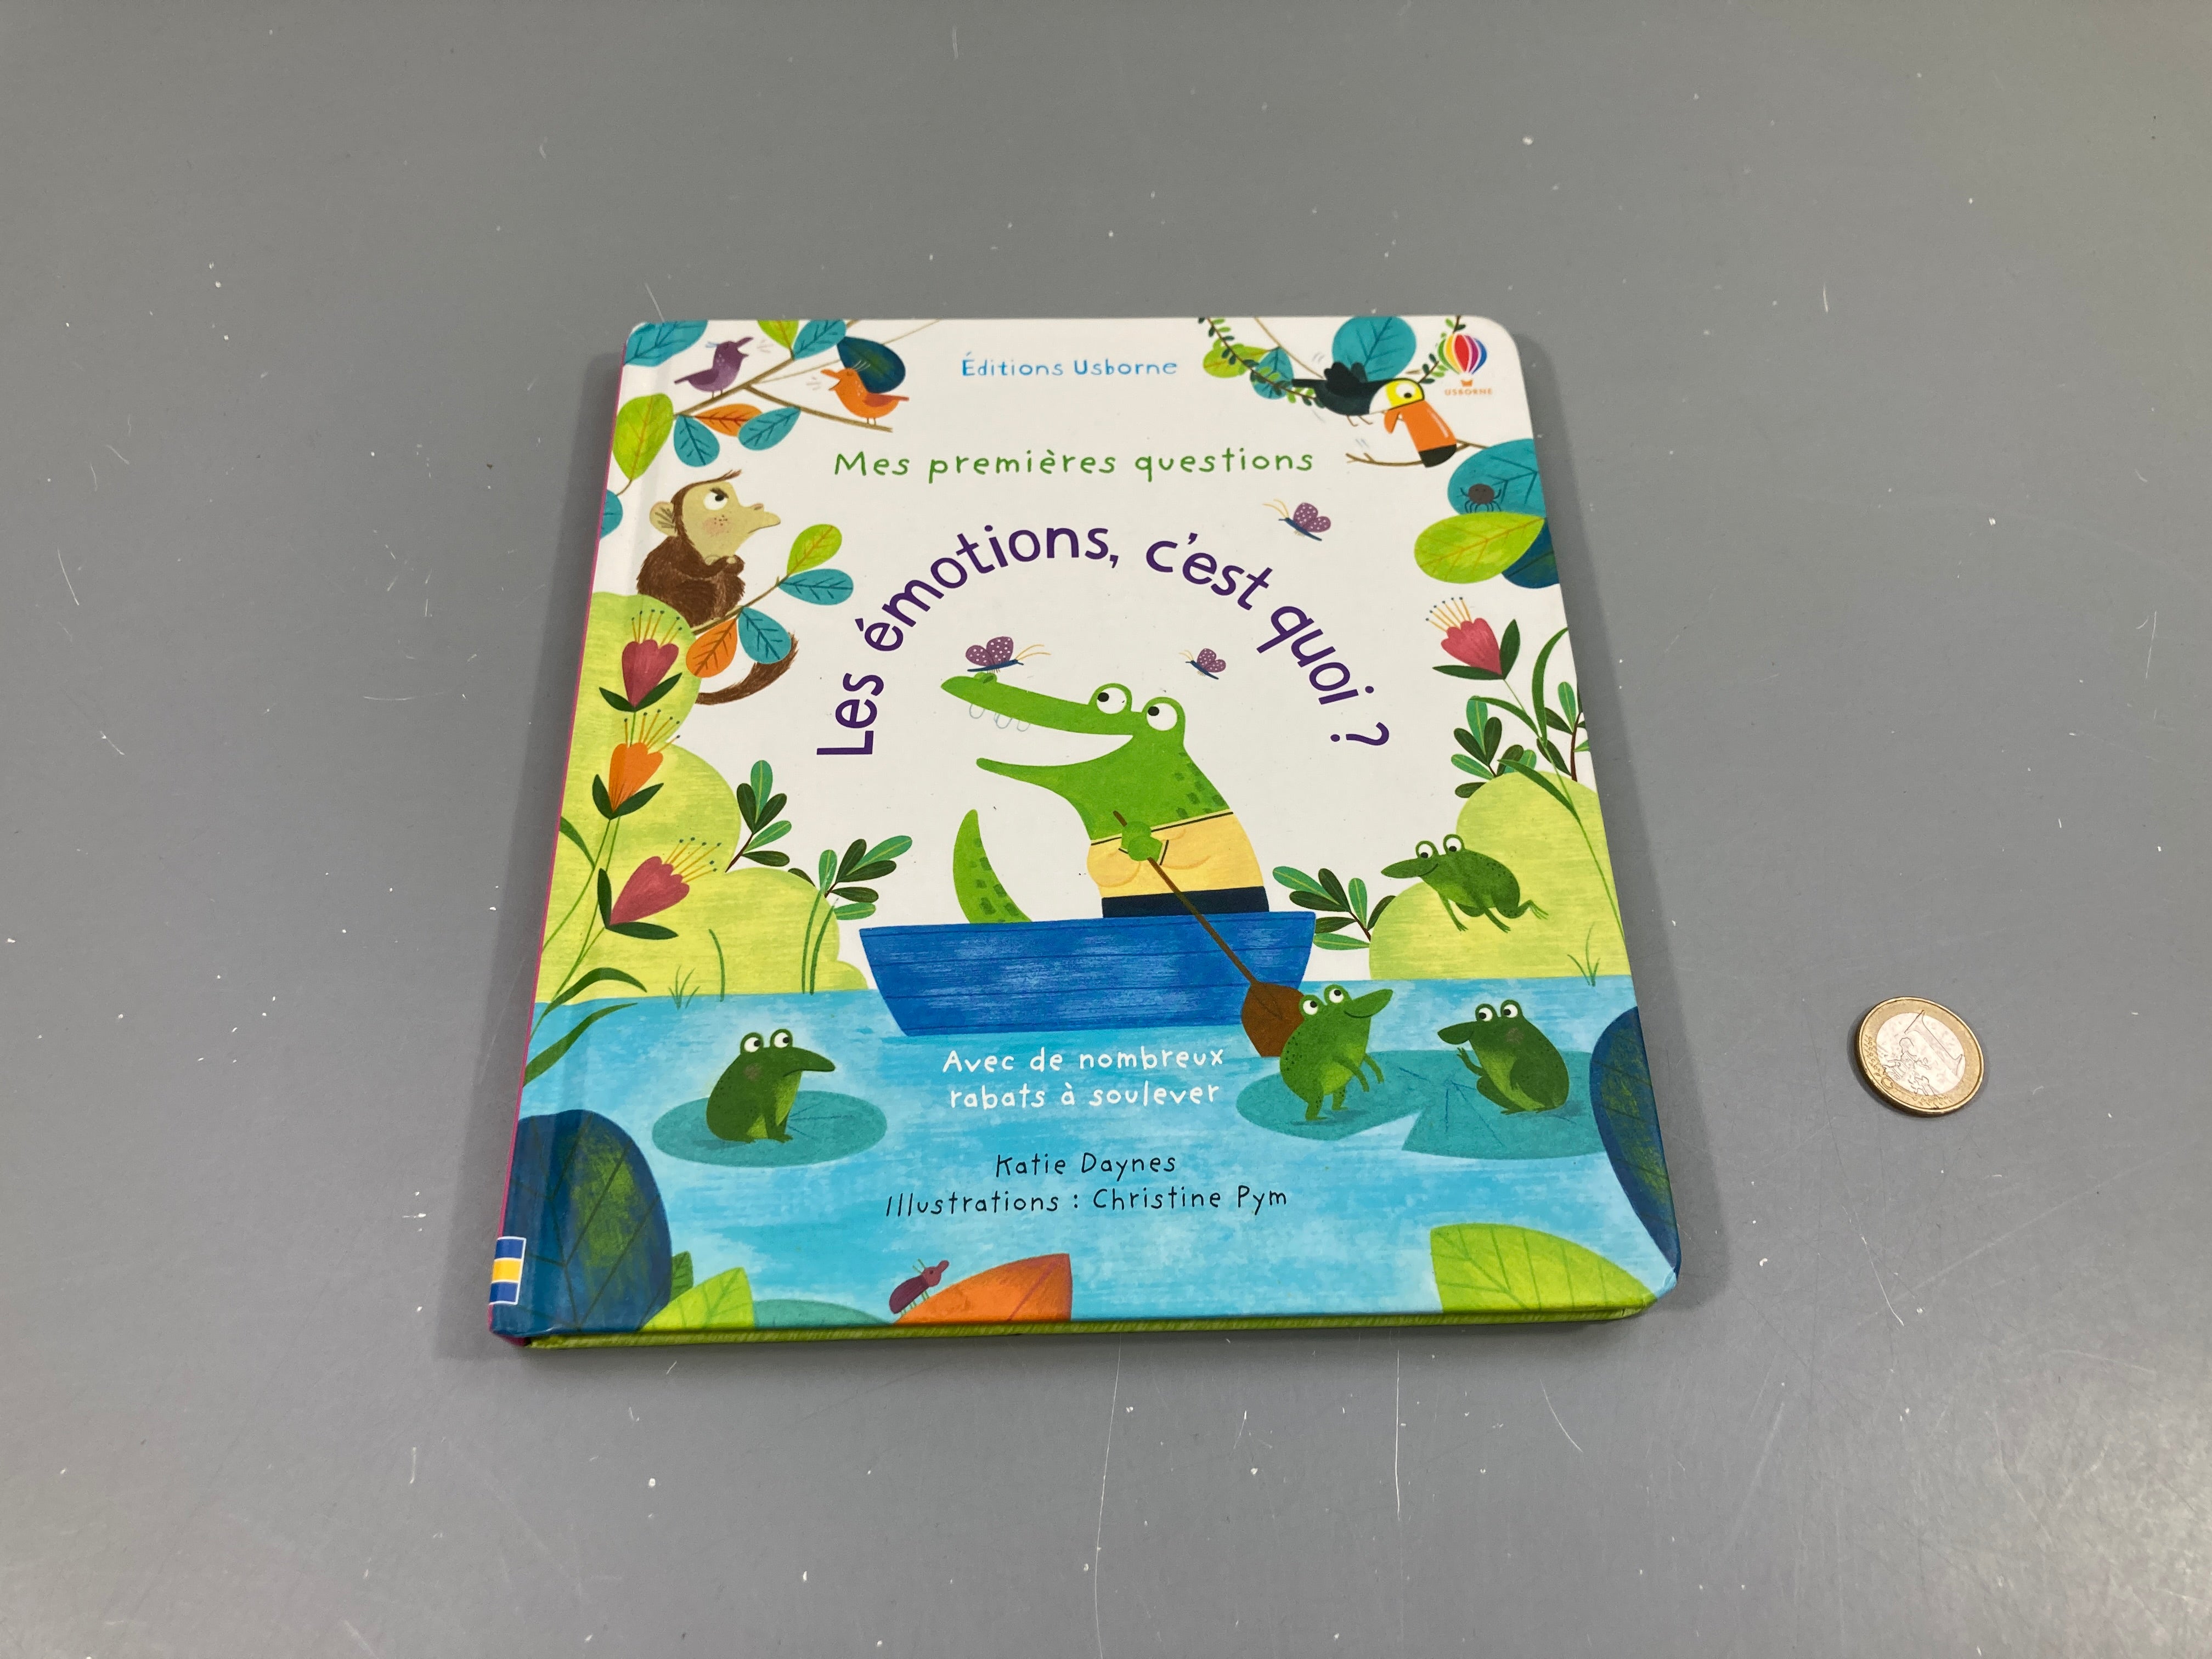 Éditions Usborne
USBORNE
Mes premières questions
Les émotions, c'est quoi ?
Avec de nombreux
rabats à soulever
Katie Daynes
Illustrations : Christine Pym
1